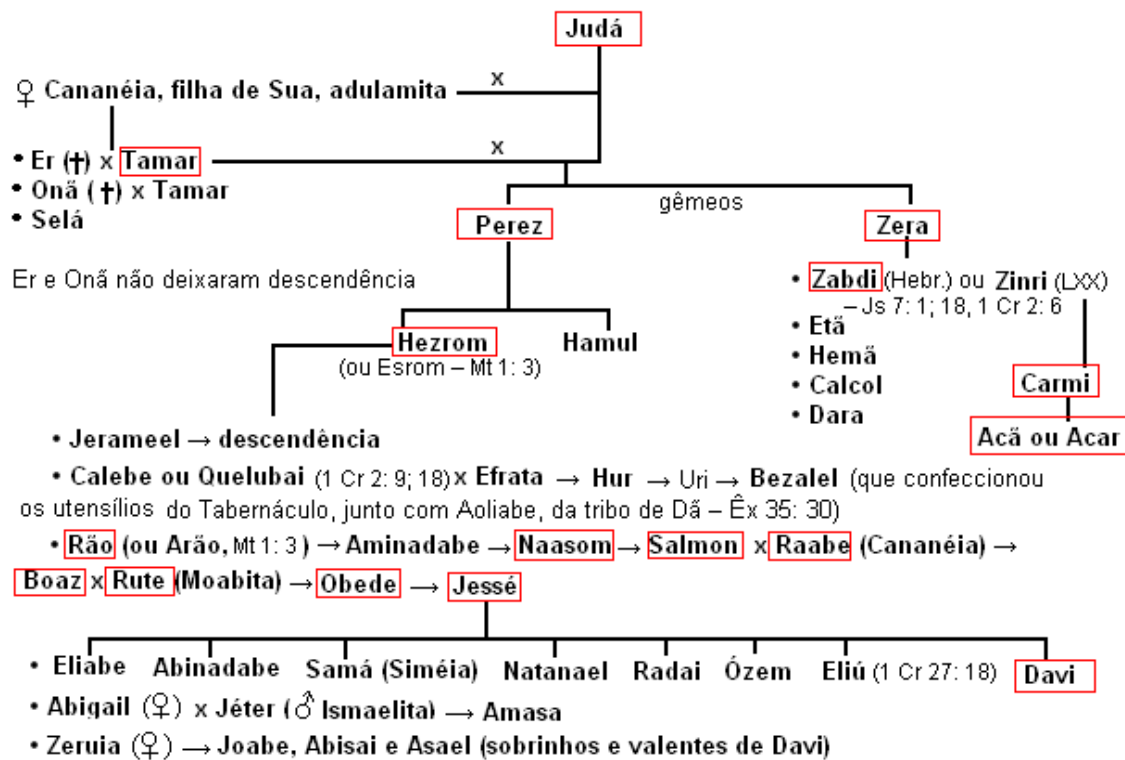 Judá
x
♀ Cananéia, filha de Sua, adulamita
• Er (✝) x Tamar
x
• Onã (✝) x Tamar
• Selá
gêmeos
Perez
Zera
Er e Onã não deixaram descendência
• Zabdi (Hebr.) ou Zinri (LXX)
– Js 7: 1; 18, 1 Cr 2: 6
• Etã
• Hemã
• Calcol
• Dara
Hezrom
Hamul
(ou Esrom – Mt 1: 3)
Carmi
Acã ou Acar
• Jerameel → descendência
• Calebe ou Quelubai (1 Cr 2: 9; 18) x Efrata → Hur → Uri → Bezalel (que confeccionou
os utensílios do Tabernáculo, junto com Aoliabe, da tribo de Dã – Êx 35: 30)
• Rão (ou Arão, Mt 1: 3 ) → Aminadabe → Naasom → Salmon x Raabe (Cananéia) →
Boaz x Rute (Moabita) → Obede → Jessé
• Eliabe Abinadabe Samá (Siméia) Natanael Radai Ózem Eliú (1 Cr 27: 18) Davi
• Abigail (♀) x Jéter (♂ Ismaelita) → Amasa
• Zeruia (♀) → Joabe, Abisai e Asael (sobrinhos e valentes de Davi)